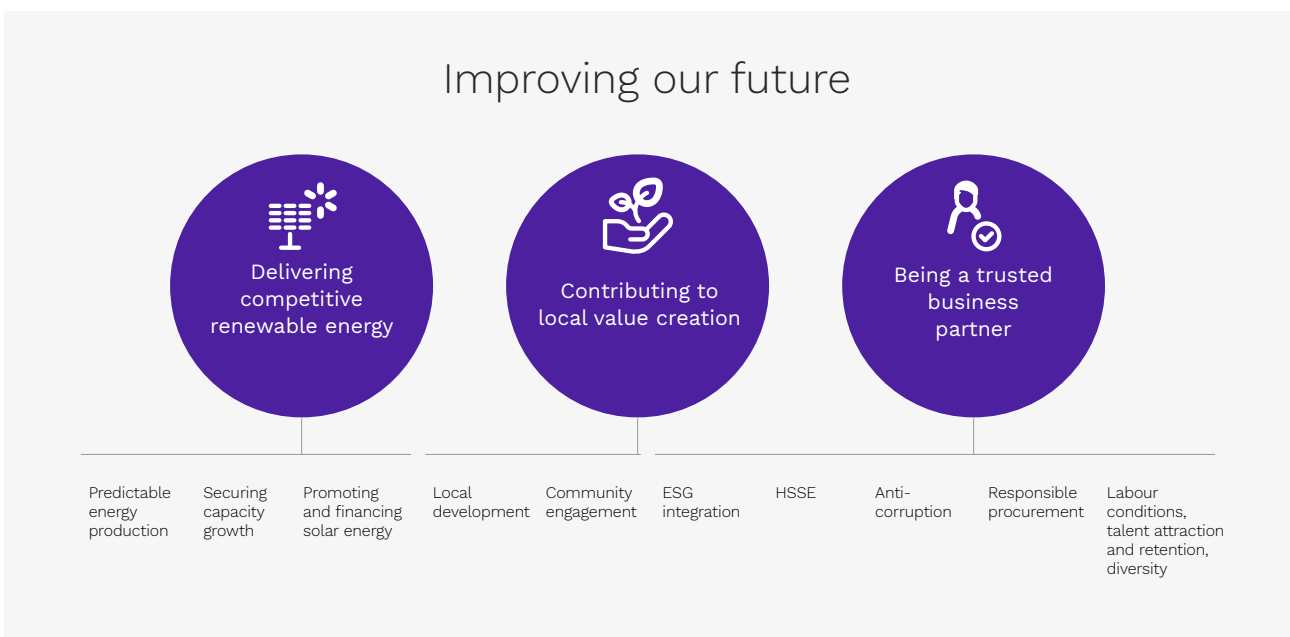 Improving our future
Delivering
competitive
renewable energy
Contributing to
local value creation
Being a trusted
business
partner
Predictable
energy
production
Securing
capacity
growth
Promoting
and financing
solar energy
Local
development
Community
engagement
ESG
integration
HSSE
Anti-
corruption
Responsible
procurement
Labour
conditions,
talent attraction
and retention,
diversity